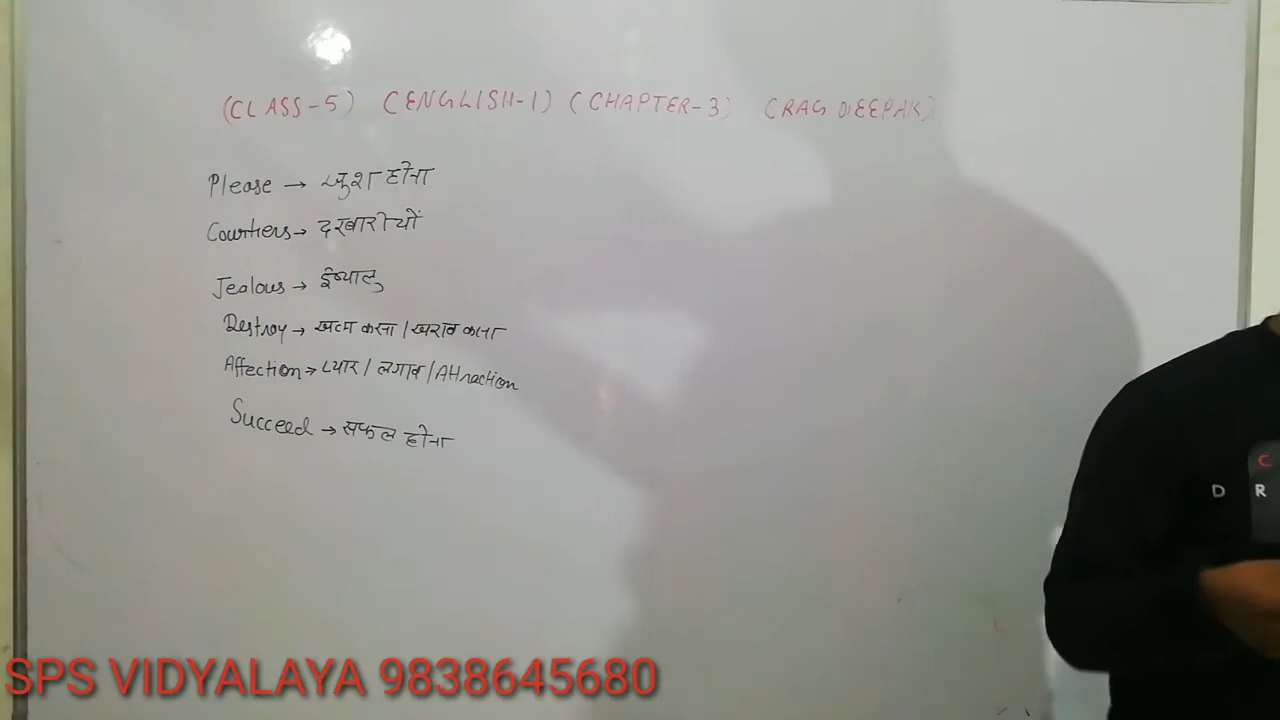 (CLASS-5) (ENGLISH-1) (CHAPTER-3) (RAG DEEPAK)
Please → खुश होना
Courtiers → दरबारीयों
Jealous → ईर्ष्यालु
Destroy → खत्म करना / खराब करना
Affection → प्यार / लगाव / Attraction
Succeed → सफल होना
D R C
SPS VIDYALAYA 9838645680